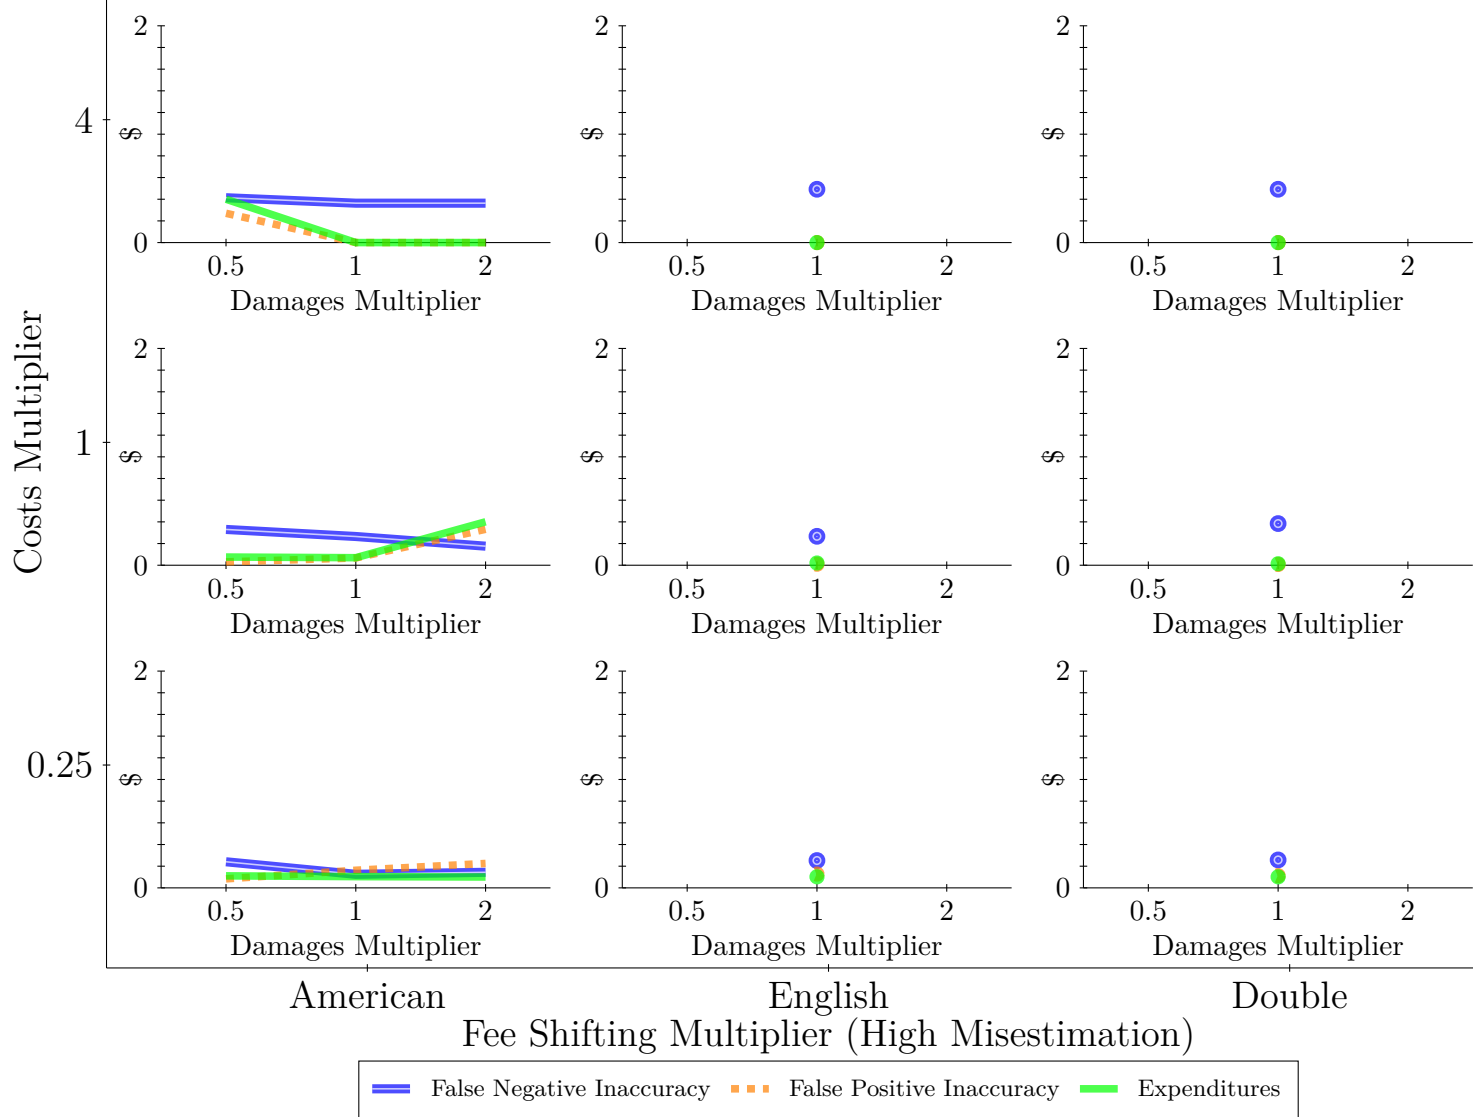 2
2
2
4
$
$
$
0
0
0
0.5 1 2
0.5 1 2
0.5 1 2
Damages Multiplier
Damages Multiplier
Damages Multiplier
Costs Multiplier
2
2
2
1
$
$
$
0
0
0
0.5 1 2
0.5 1 2
0.5 1 2
Damages Multiplier
Damages Multiplier
Damages Multiplier
2
2
2
0.25
$
$
$
0
0
0
0.5 1 2
0.5 1 2
0.5 1 2
Damages Multiplier
Damages Multiplier
Damages Multiplier
American
English
Double
Fee Shifting Multiplier (High Misestimation)
False Negative Inaccuracy
False Positive Inaccuracy
Expenditures